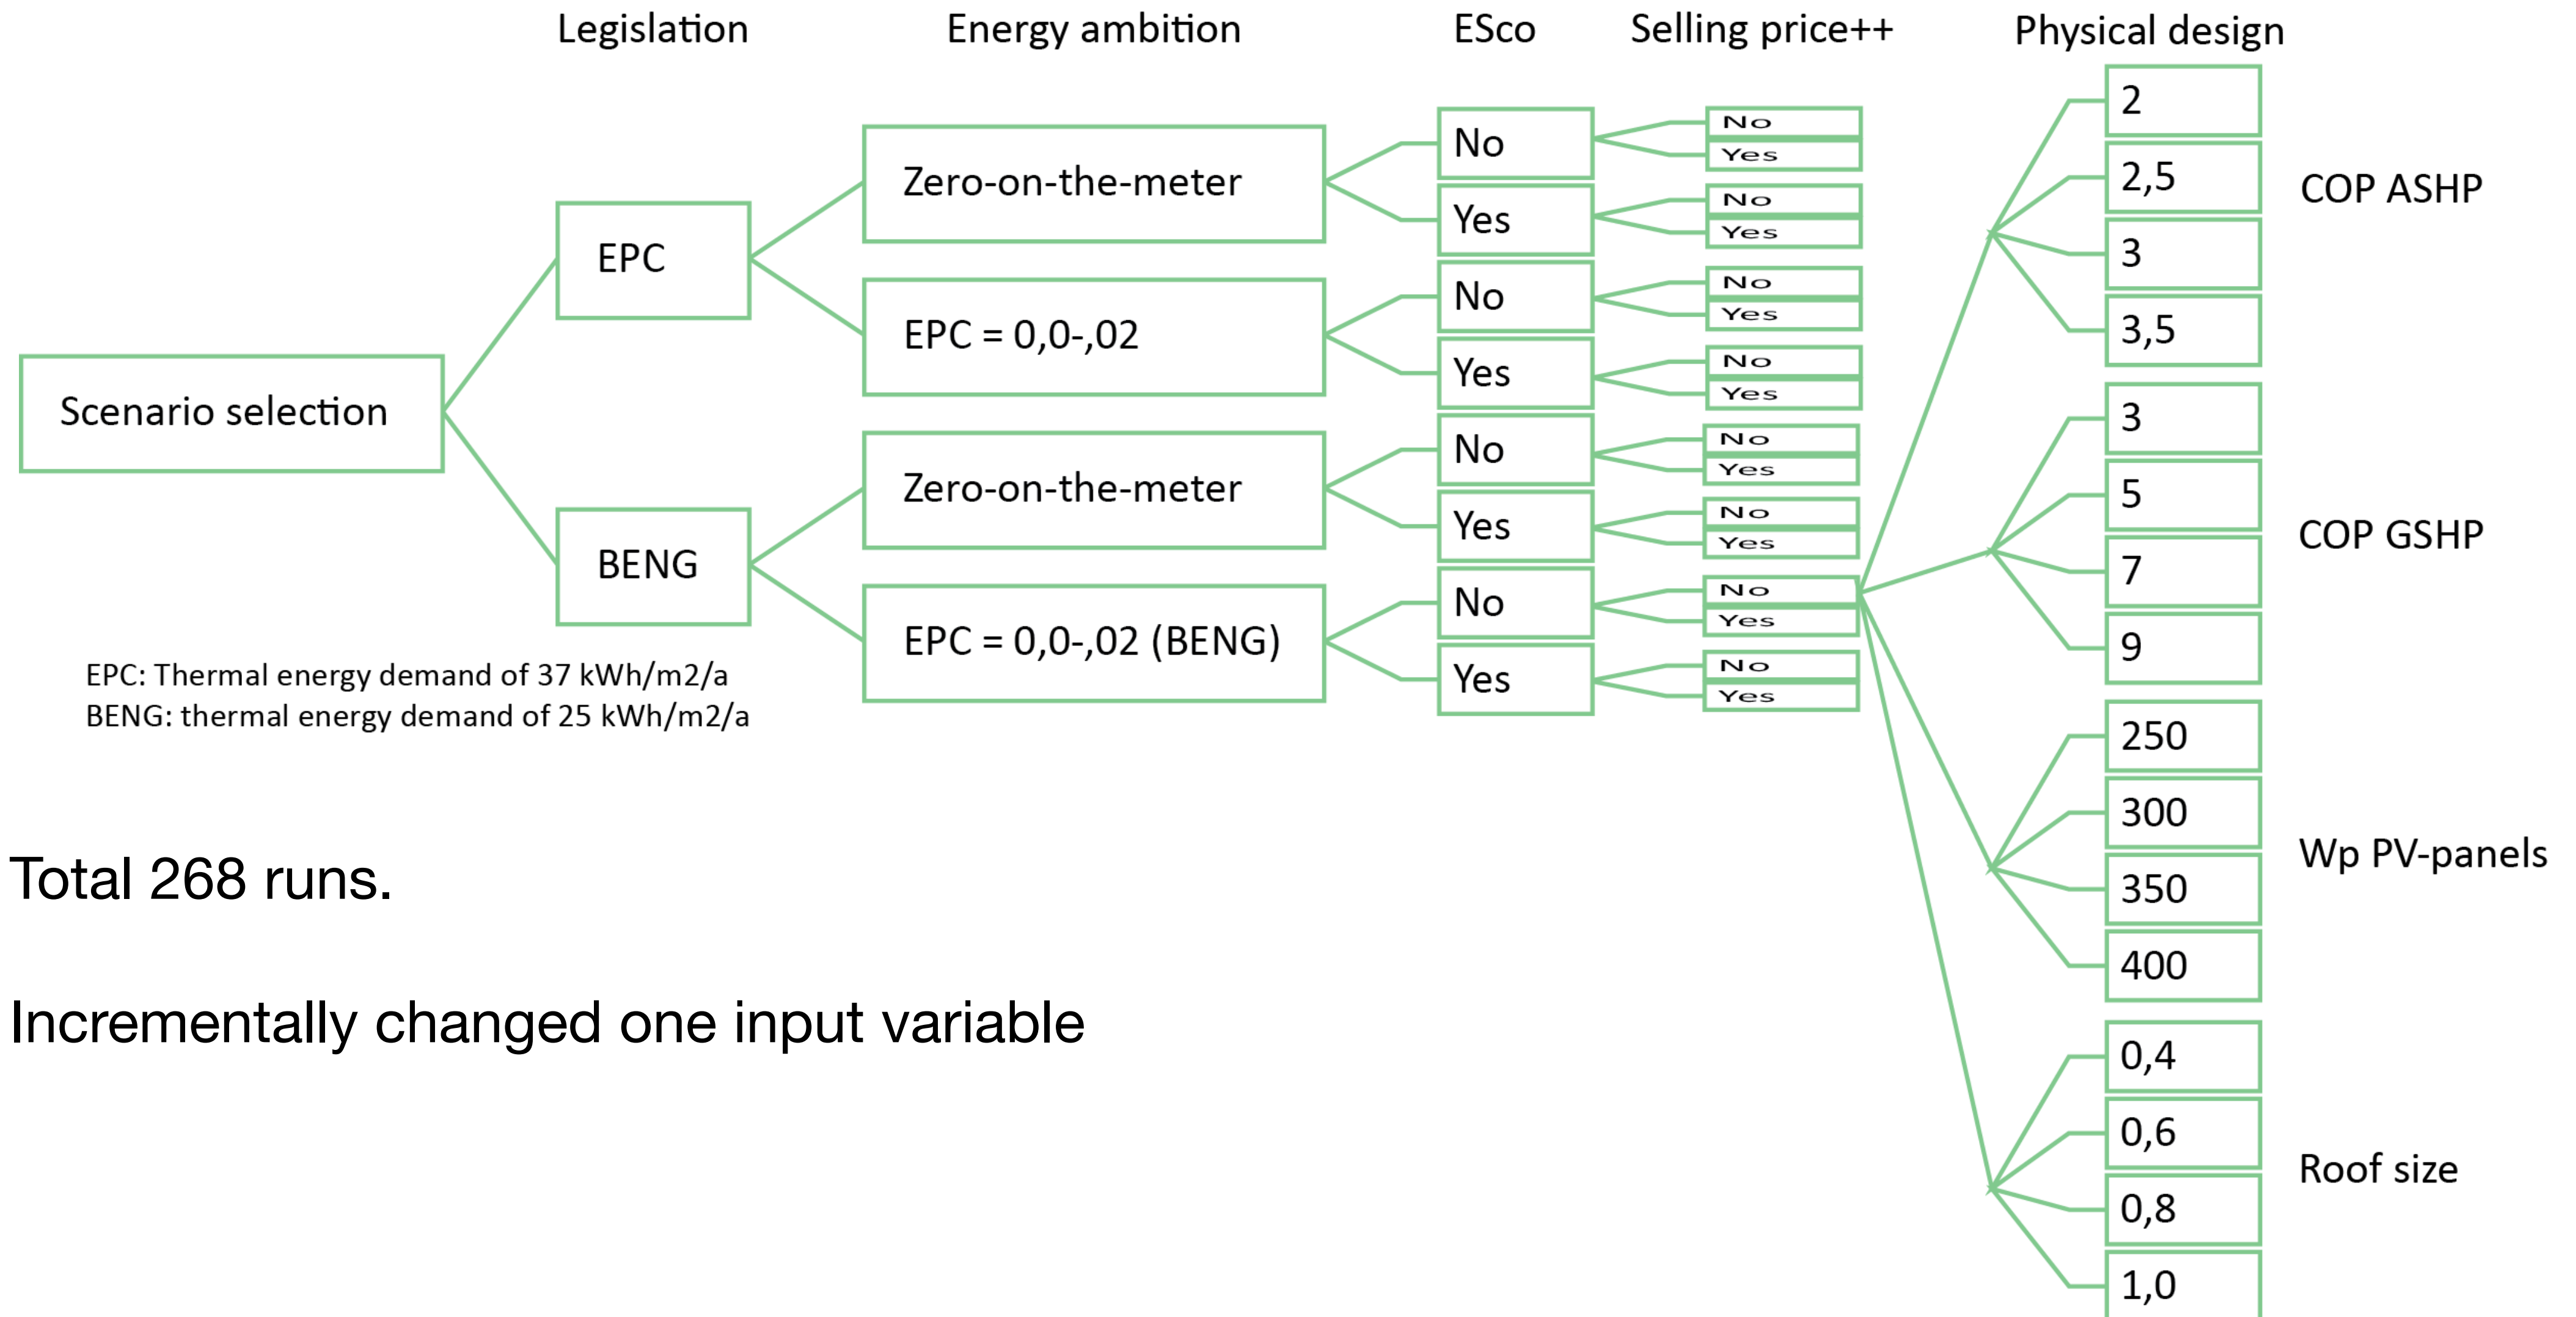 Legislation
Energy ambition
ESco
Selling price++
Physical design
Scenario selection
EPC
BENG
EPC: Thermal energy demand of 37 kWh/m2/a
BENG: thermal energy demand of 25 kWh/m2/a
Zero-on-the-meter
EPC = 0,0-,02
Zero-on-the-meter
EPC = 0,0-,02 (BENG)
No
Yes
No
Yes
No
Yes
No
Yes
No
Yes
No
Yes
No
Yes
No
Yes
No
Yes
No
Yes
No
Yes
No
Yes
2
2,5
3
3,5
COP ASHP
3
5
7
9
COP GSHP
250
300
350
400
Wp PV-panels
0,4
0,6
0,8
1,0
Roof size
Total 268 runs.
Incrementally changed one input variable